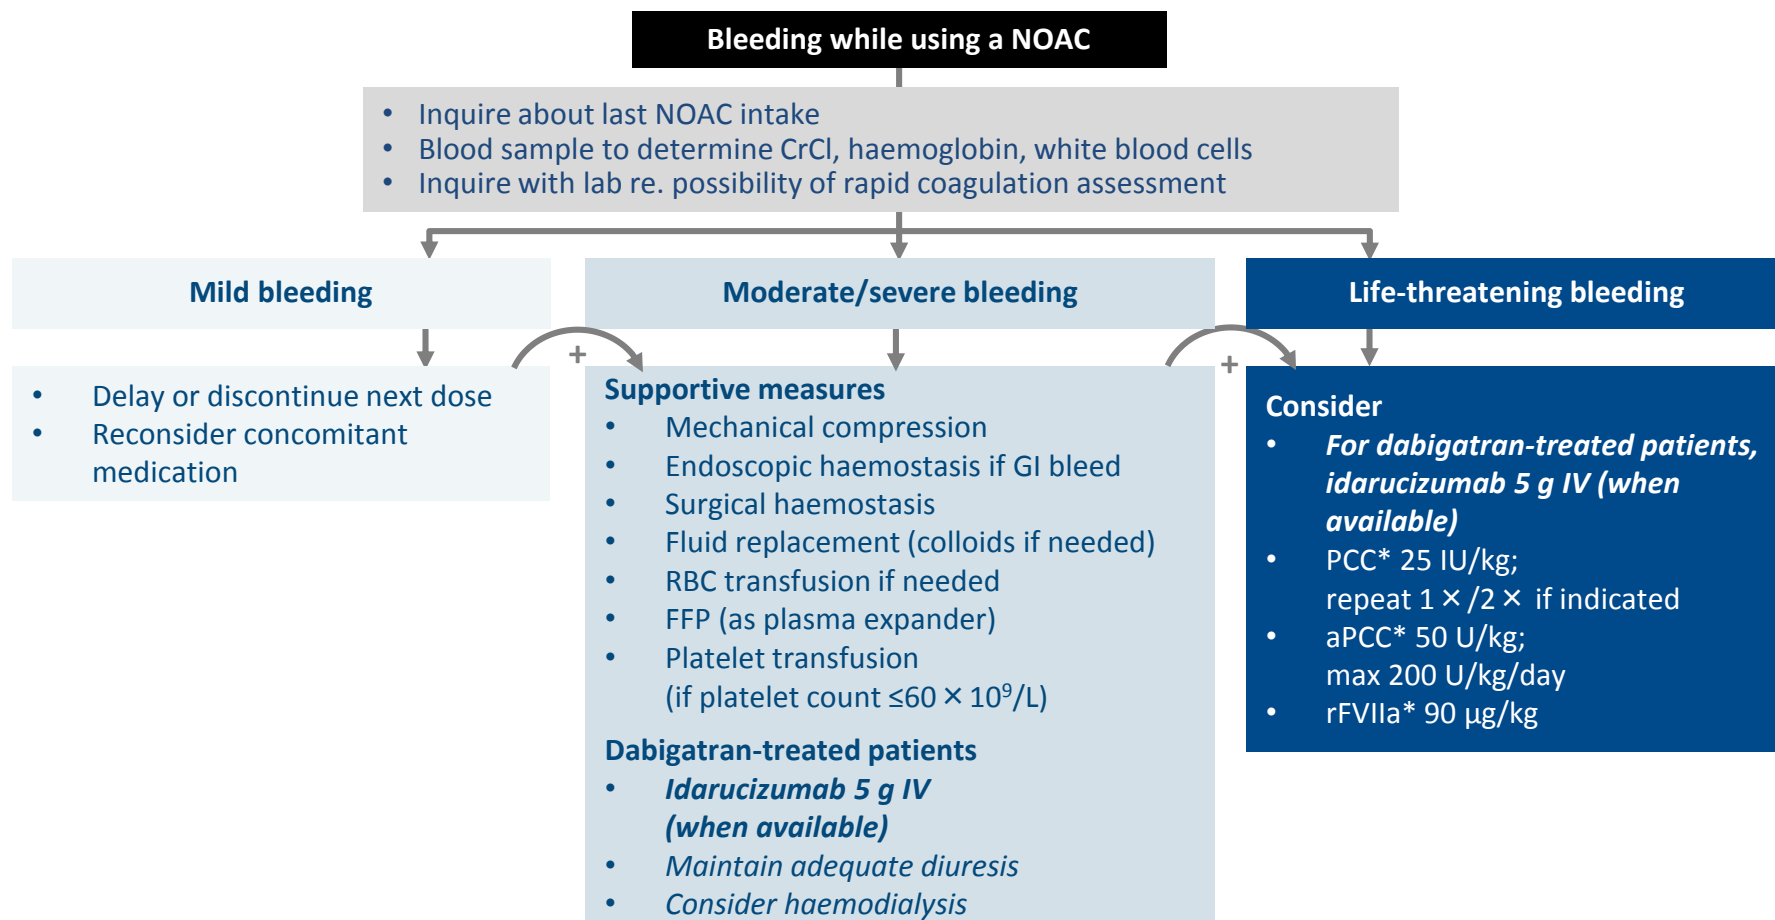 Bleeding while using a NOAC
• Inquire about last NOAC intake
• Blood sample to determine CrCl, haemoglobin, white blood cells
• Inquire with lab re. possibility of rapid coagulation assessment
Mild bleeding
• Delay or discontinue next dose
• Reconsider concomitant
medication
+
Moderate/severe bleeding
Supportive measures
• Mechanical compression
• Endoscopic haemostasis if GI bleed
• Surgical haemostasis
• Fluid replacement (colloids if needed)
• RBC transfusion if needed
• FFP (as plasma expander)
• Platelet transfusion
(if platelet count ≤60 × 10⁹/L)
Dabigatran-treated patients
• Idarucizumab 5 g IV
(when available)
• Maintain adequate diuresis
• Consider haemodialysis
+
Life-threatening bleeding
Consider
• For dabigatran-treated patients,
idarucizumab 5 g IV (when
available)
• PCC* 25 IU/kg;
repeat 1 × /2 × if indicated
• aPCC* 50 U/kg;
max 200 U/kg/day
• rFVIIa* 90 µg/kg